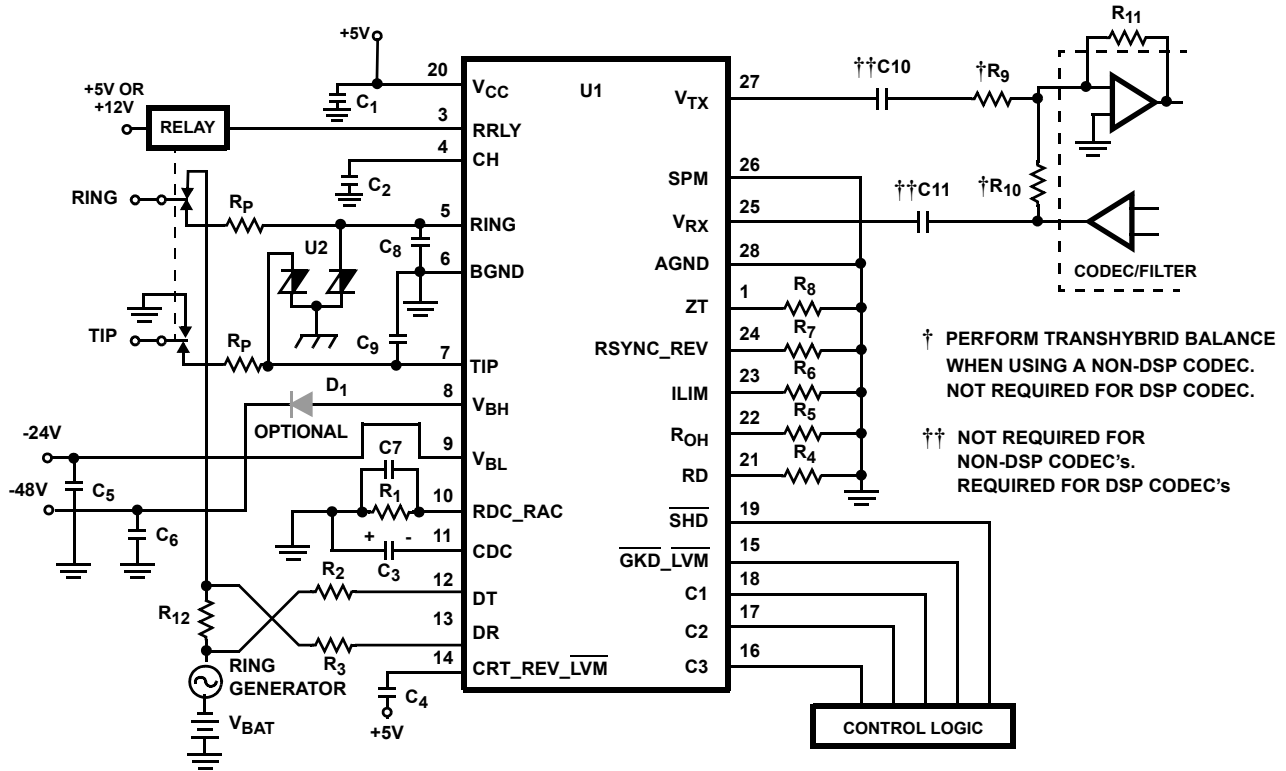 +5V
20
VCC
C1
U1
+5V OR
+12V
RELAY
3
RRLY
4
CH
C2
RING
RP
5
RING
U2
C8
6
BGND
TIP
RP
C9
7
TIP
D1
8
VBH
OPTIONAL
-24V
9
VBL
C7
-48V
C5
R1
10
RDC_RAC
C6
+ -
11
CDC
C3
R2
12
DT
R12
13
DR
R3
14
CRT_REV_LVM
RING
GENERATOR
C4
+5V
VBAT
27
VTX
††C10
†R9
R11
26
SPM
†R10
25
VRX
††C11
28
AGND
CODEC/FILTER
1
ZT
R8
24
RSYNC_REV
R7
23
ILIM
R6
22
ROH
R5
21
RD
R4
19
SHD
15
GKD_LVM
18
C1
17
C2
16
C3
CONTROL LOGIC
† PERFORM TRANSHYBRID BALANCE
WHEN USING A NON-DSP CODEC.
NOT REQUIRED FOR DSP CODEC.
†† NOT REQUIRED FOR
NON-DSP CODEC's.
REQUIRED FOR DSP CODEC's